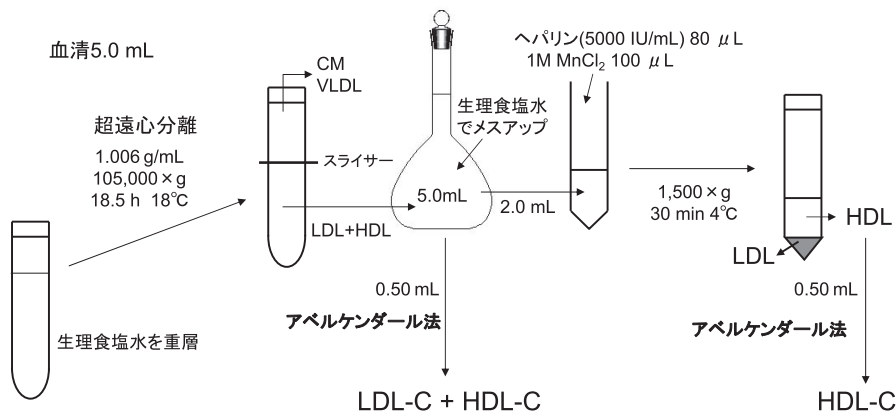 血清5.0 mL
超遠心分離
1.006 g/mL
105,000×g
18.5 h 18℃
生理食塩水を重層
CM
VLDL
スライサー
LDL+HDL
生理食塩水
でメスアップ
5.0mL
2.0 mL
0.50 mL
アベルケンダール法
LDL-C + HDL-C
ヘパリン(5000 IU/mL) 80 μL
1M MnCl₂ 100 μL
1,500×g
30 min 4℃
HDL
LDL
0.50 mL
アベルケンダール法
HDL-C